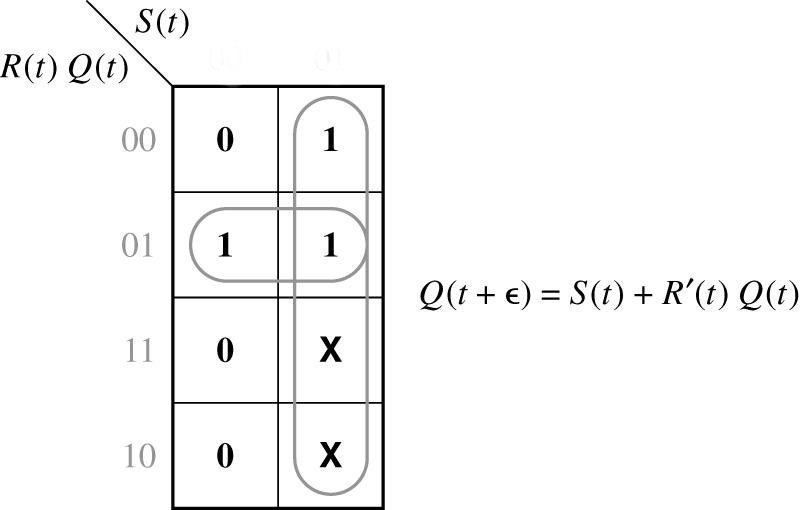 S(t)
R(t) Q(t)
00 0 1
01 1 1
Q(t + ϵ) = S(t) + R′(t) Q(t)
11 0 X
10 0 X